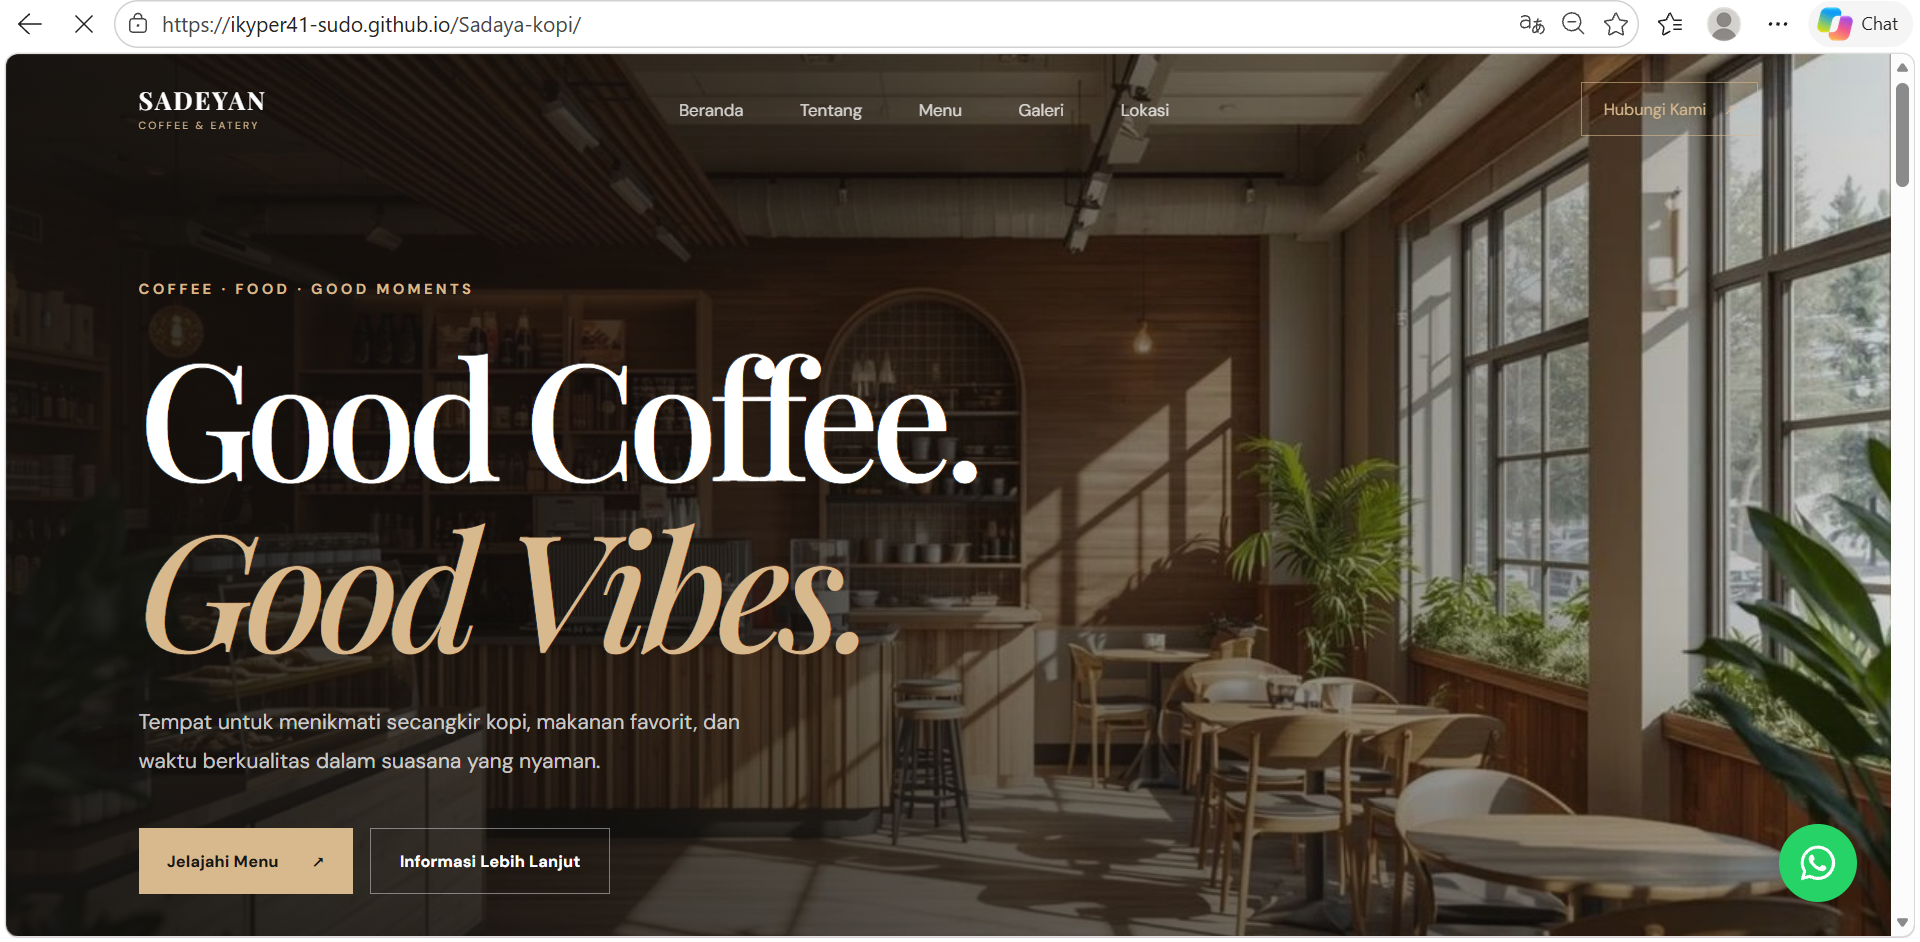 https://ikyper41-sudo.github.io/Sadaya-kopi/
Chat
SADEYAN
COFFEE & EATERY
Beranda
Tentang
Menu
Galeri
Lokasi
Hubungi Kami
COFFEE · FOOD · GOOD MOMENTS
Good Coffee.
Good Vibes.
Tempat untuk menikmati secangkir kopi, makanan favorit, dan
waktu berkualitas dalam suasana yang nyaman.
Jelajahi Menu ↗
Informasi Lebih Lanjut